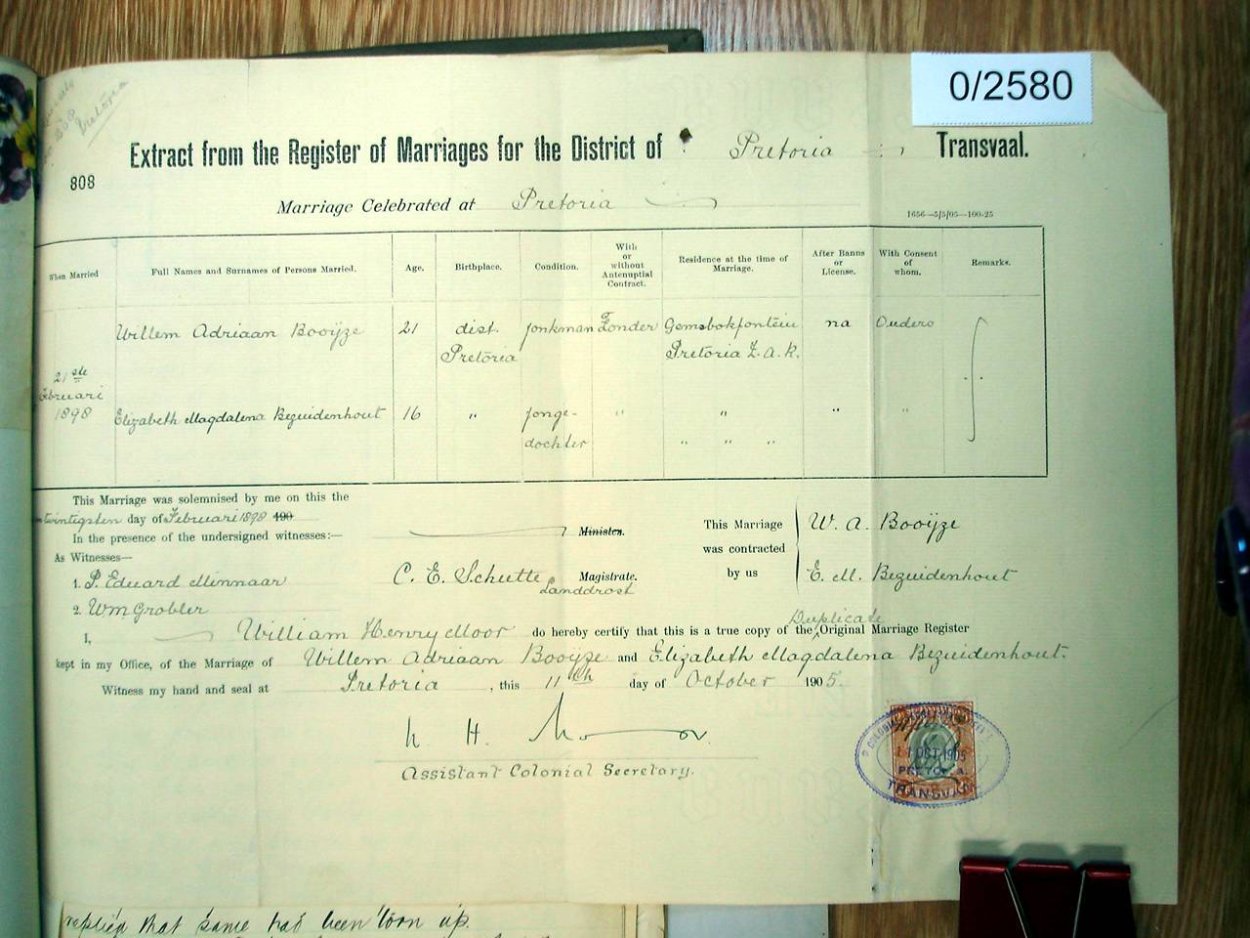 0/2580
Pretoria
Extract from the Register of Marriages for the District of Pretoria Transvaal.
808
Marriage Celebrated at Pretoria
1656—5/5/05—100-25
When Married
Full Names and Surnames of Persons Married.
Age.
Birthplace.
Condition.
With or without Antenuptial Contract.
Residence at the time of Marriage.
After Banns or License.
With Consent of whom.
Remarks.
Willem Adriaan Booijze 21 dist. Jonkman Zonder Gemsbokfontein na Ouders
Pretoria Pretoria Z.A.R.
21ste
Februari
1898
Elizabeth Magdalena Bezuidenhout 16 " Jonge- " " " "
dochter " " "
This Marriage was solemnised by me on this the
twintigsten day of Februari 1898 190
In the presence of the undersigned witnesses:—
Minister.
As Witnesses—
1. P. Eduard Minnaar
2. Wm Grobler
C. E. Schutte Magistrate.
Landdrost
This Marriage
was contracted
by us
W. A. Booijze
E. M. Bezuidenhout
Duplicate
I, William Henry Moor do hereby certify that this is a true copy of the Original Marriage Register
kept in my Office, of the Marriage of Willem Adriaan Booijze and Elizabeth Magdalena Bezuidenhout.
Witness my hand and seal at Pretoria, this 11th day of October 1905.
W H. Moor
Assistant Colonial Secretary.
11 OCT 1905
PRETORIA
TRANSVAAL
replied that same had been torn up.